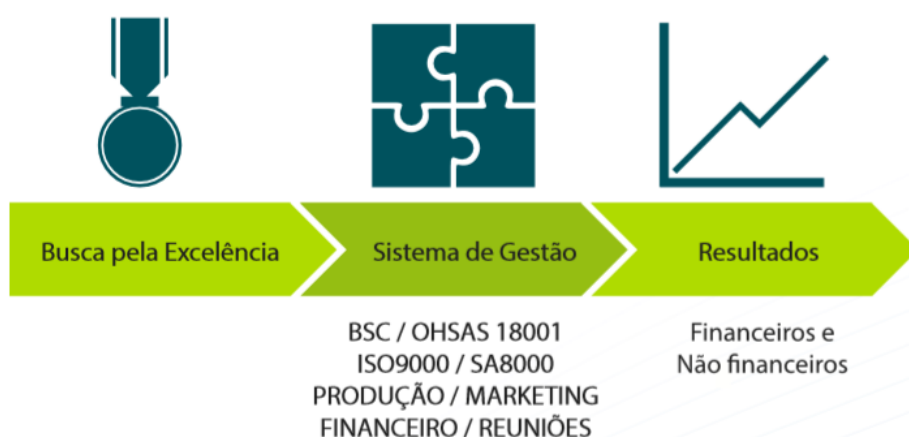 Busca pela Excelência
Sistema de Gestão
Resultados
BSC / OHSAS 18001
ISO9000 / SA8000
PRODUÇÃO / MARKETING
FINANCEIRO / REUNIÕES
Financeiros e
Não financeiros